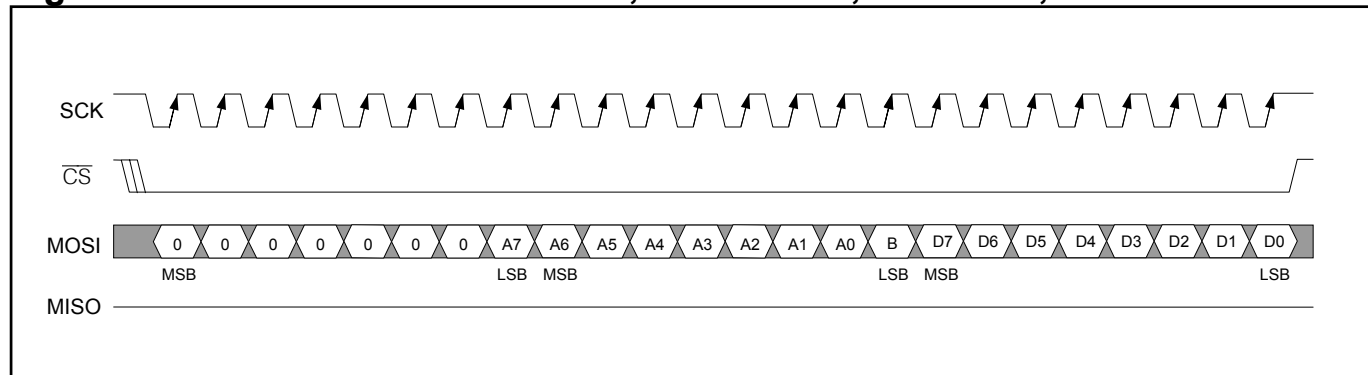 SCK
CS
MOSI 0 0 0 0 0 0 0 A7 A6 A5 A4 A3 A2 A1 A0 B D7 D6 D5 D4 D3 D2 D1 D0
MSB LSB MSB LSB MSB LSB
MISO